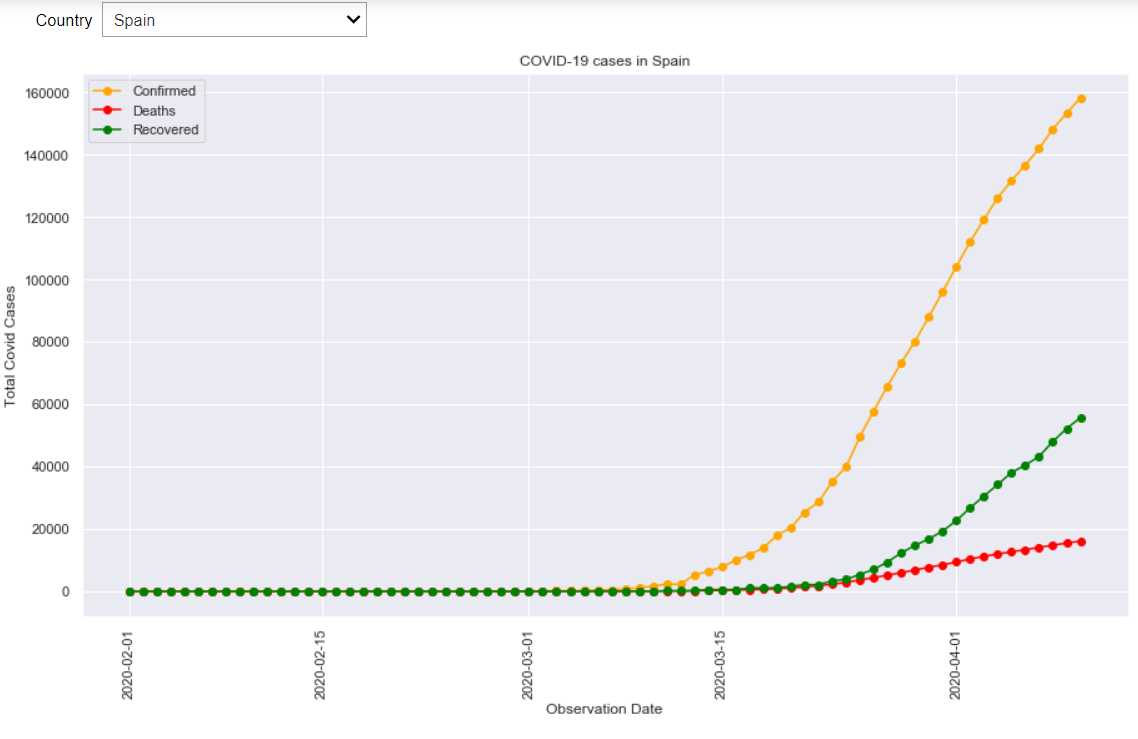 Country Spain
COVID-19 cases in Spain
Confirmed
Deaths
Recovered
160000
140000
120000
100000
80000
60000
40000
20000
0
Total Covid Cases
2020-02-01
2020-02-15
2020-03-01
2020-03-15
2020-04-01
Observation Date